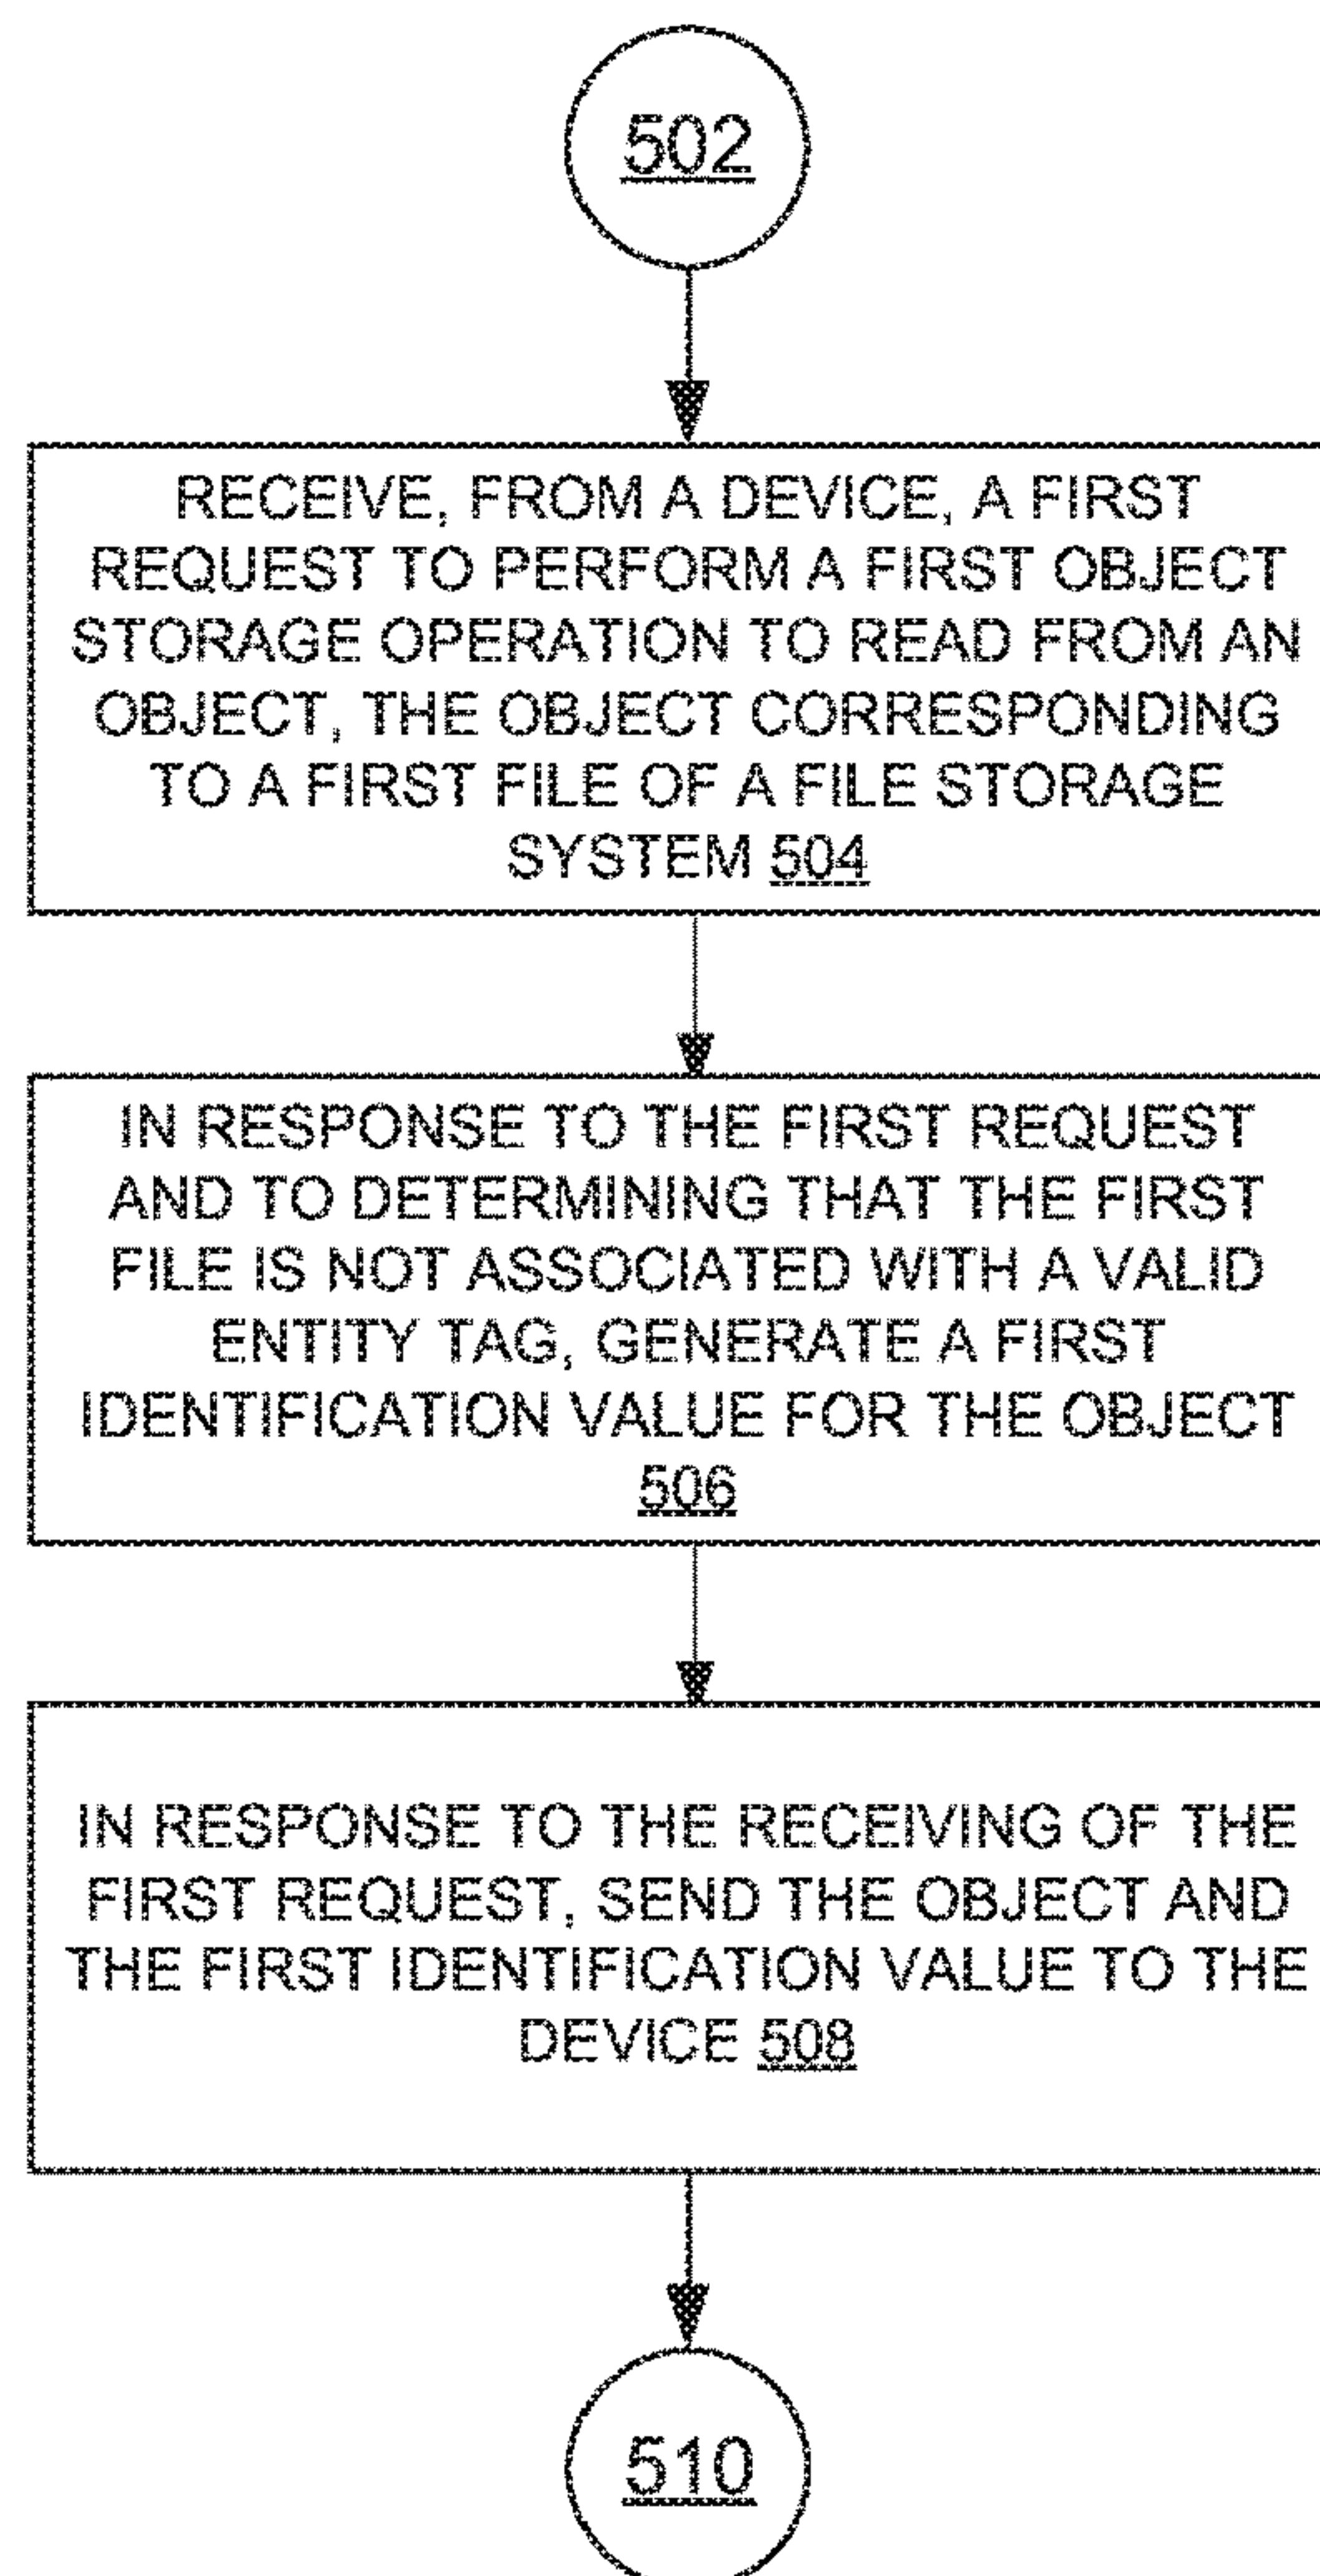 502
RECEIVE, FROM A DEVICE, A FIRST
REQUEST TO PERFORM A FIRST OBJECT
STORAGE OPERATION TO READ FROM AN
OBJECT, THE OBJECT CORRESPONDING
TO A FIRST FILE OF A FILE STORAGE
SYSTEM 504
IN RESPONSE TO THE FIRST REQUEST
AND TO DETERMINING THAT THE FIRST
FILE IS NOT ASSOCIATED WITH A VALID
ENTITY TAG, GENERATE A FIRST
IDENTIFICATION VALUE FOR THE OBJECT
506
IN RESPONSE TO THE RECEIVING OF THE
FIRST REQUEST, SEND THE OBJECT AND
THE FIRST IDENTIFICATION VALUE TO THE
DEVICE 508
510